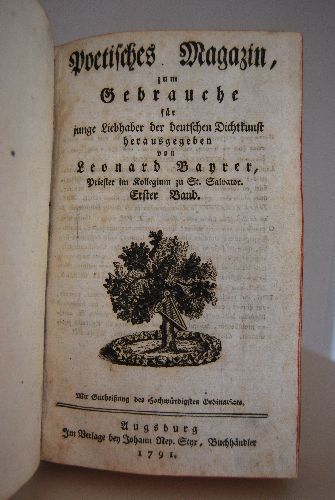 Poetisches Magazin,
zum
Gebrauche
für
junge Liebhaber der deutschen Dichtkunst
herausgegeben
von
Leonard Bayrer,
Priester im Kollegium zu St. Salvator.
Erster Band.
Mit Gutheißung des Hochwürdigsten Ordinariats.
Augsburg
Im Verlage bey Johann Nep. Styx, Buchhändler
1791.